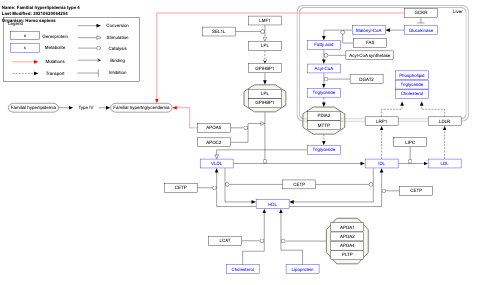 Name: Familial hyperlipidemia type 4
Last Modified: 20210620064254
Organism: Homo sapiens
Legend
x Gene/protein
x Metabolite
Mutations
Transport
Conversion
Stimulation
Catalysis
Binding
Inhibition
Familial hyperlipidemia
Type IV
Familial hypertriglyceridemia
LMF1
SEL1L
LPL
GPIHBP1
LPL
GPIHBP1
APOA5
APOC2
Liver
GCKR
Glucokinase
Malonyl-CoA
FAS
Fatty acid
Acyl-CoA synthetase
Acyl-CoA
DGAT2
Triglyceride
PDIA2
MTTP
Triglyceride
Phospholipid
Triglyceride
Cholesterol
LRP1
LDLR
LIPC
VLDL
IDL
LDL
CETP
CETP
CETP
HDL
LCAT
APOA1
APOA2
APOA4
PLTP
Cholesterol
Lipoprotein